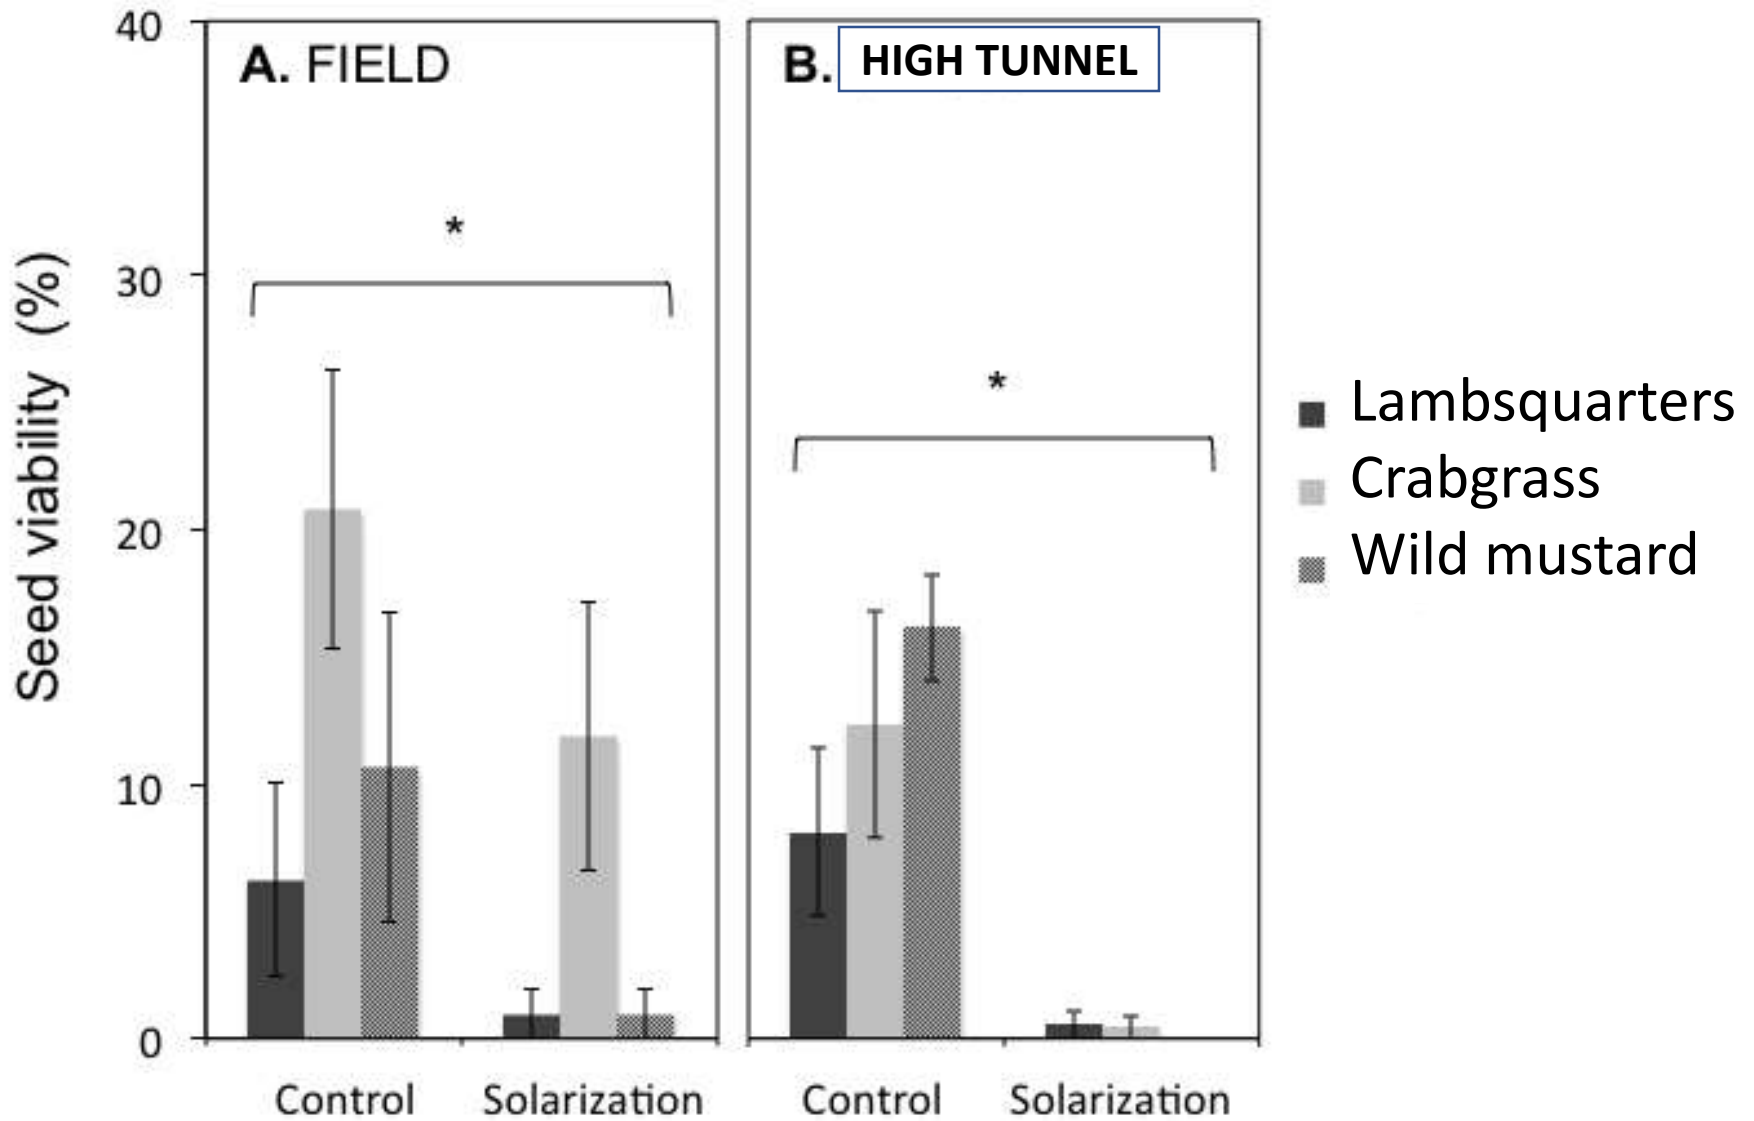 Seed viability (%)
40
30
20
10
0
A. FIELD
*
Control
Solarization
B. HIGH TUNNEL
*
Control
Solarization
Lambsquarters
Crabgrass
Wild mustard